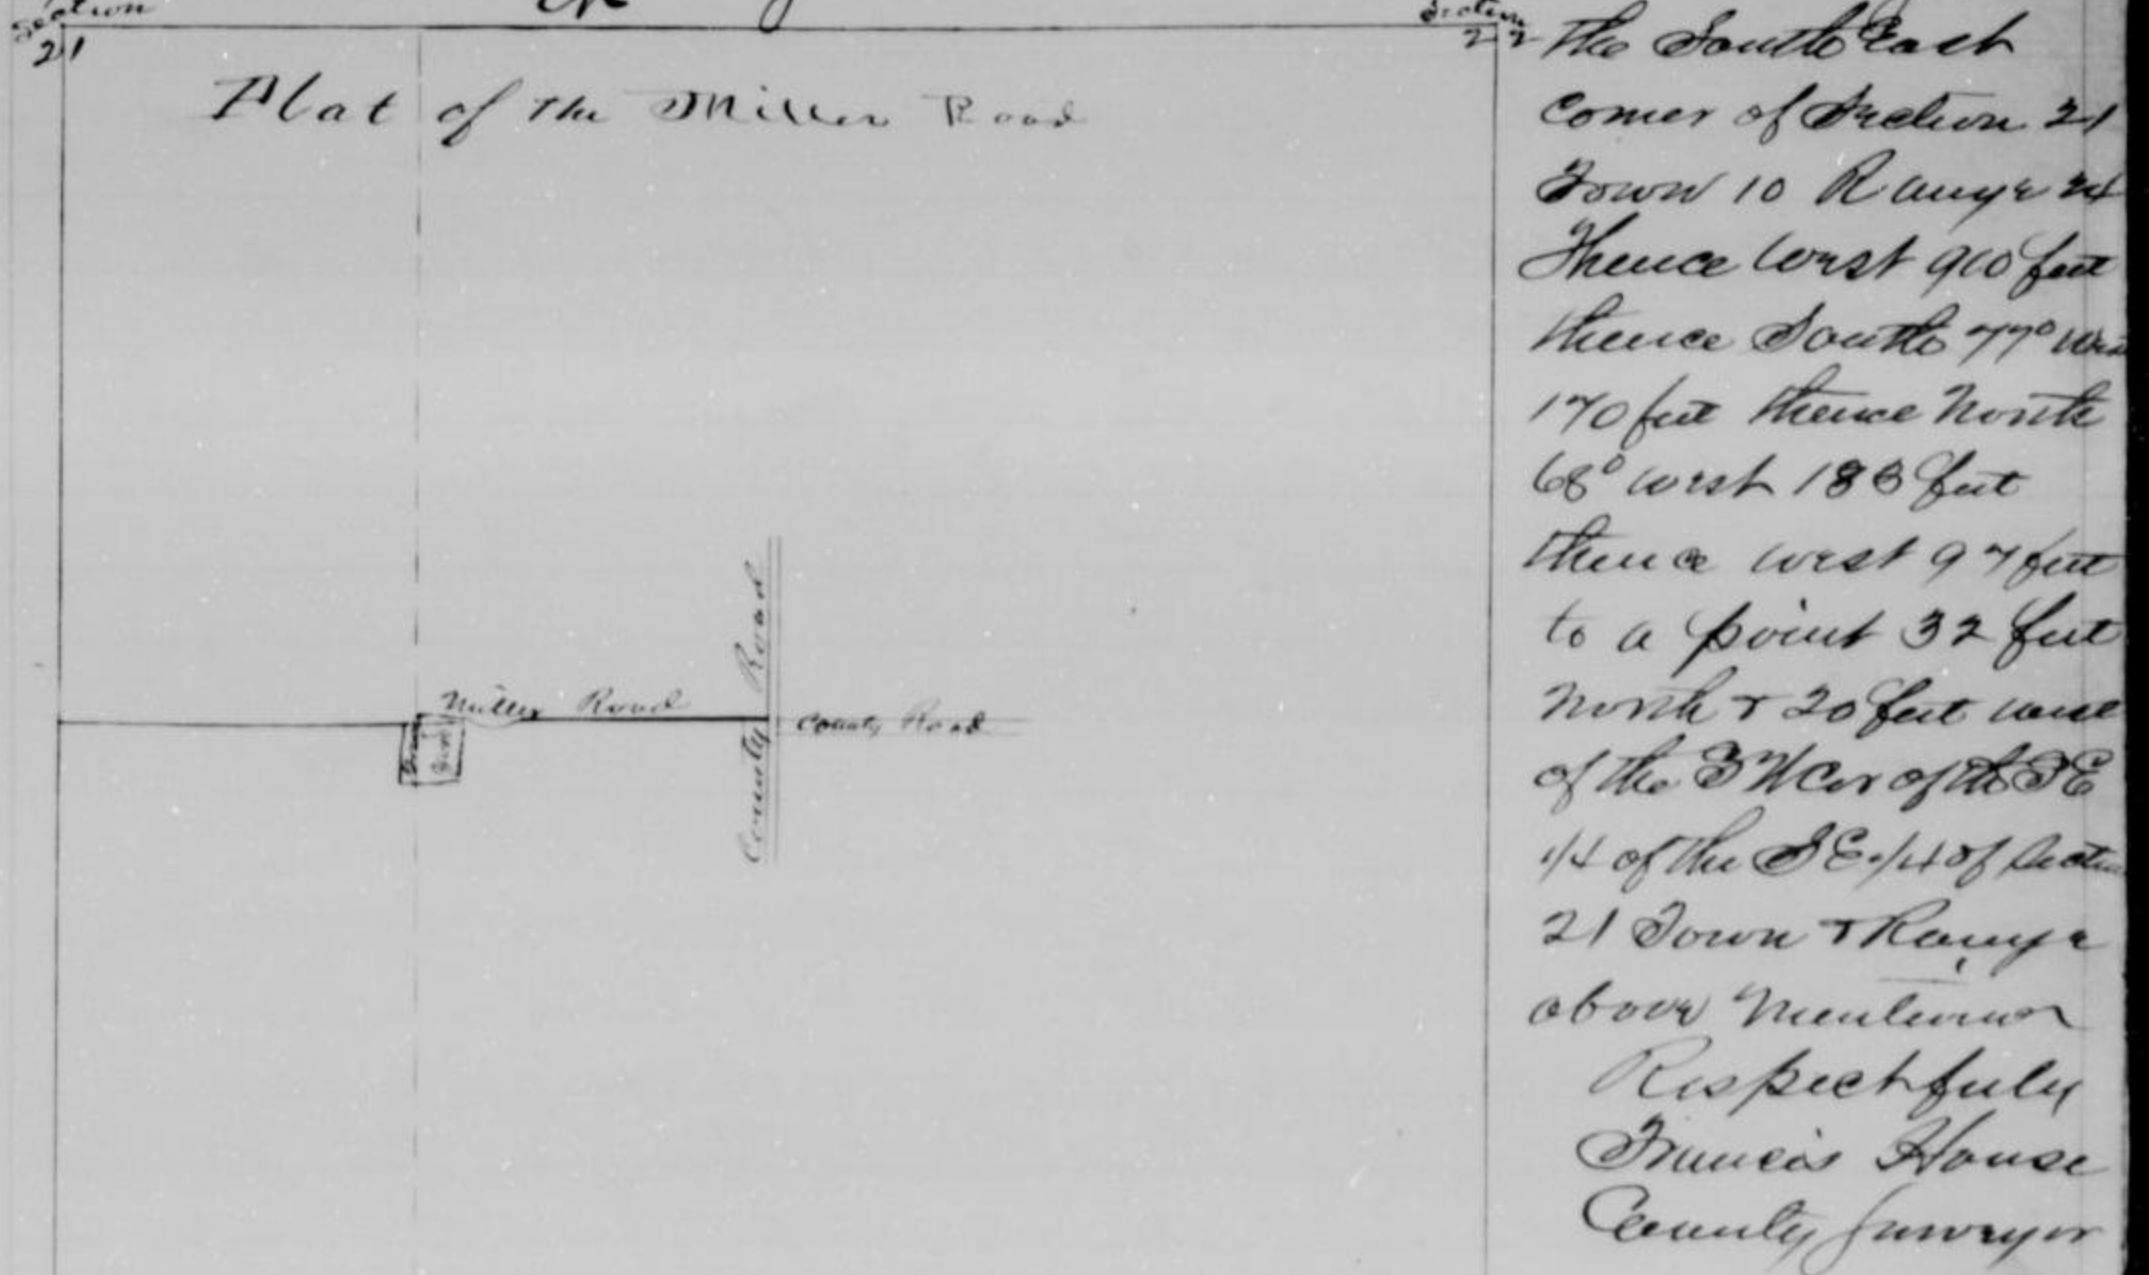 Section
21
Section
22
Plat of the Miller Road
Miller Road
County Road
County Road
Barn
the South East
corner of Section 21
Town 10 Range 24
Thence West 910 feet
thence South 77° West
170 feet thence North
68° West 183 feet
thence West 97 feet
to a point 32 feet
North & 20 feet west
of the SW Cor of the SE
1/4 of the SE 1/4 of Section
21 Town & Range
above Mentioned
Respectfuly
Francis House
County Surveyor